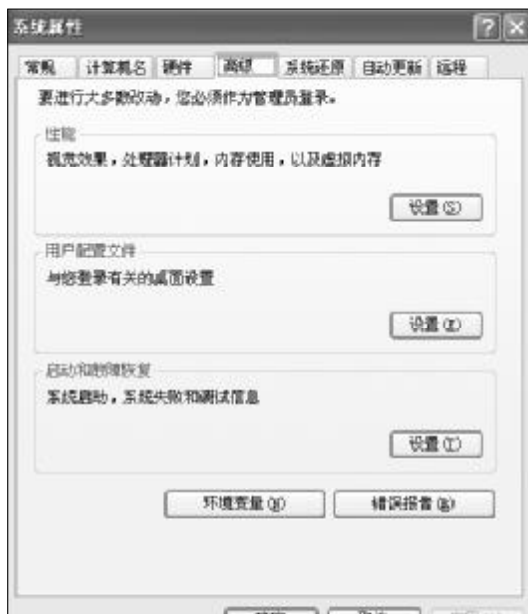 系统属性
常规 计算机名 硬件 高级 系统还原 自动更新 远程
要进行大多数改动，您必须作为管理员登录。
性能
视觉效果，处理器计划，内存使用，以及虚拟内存
设置(S)
用户配置文件
与您登录有关的桌面设置
设置(E)
启动和故障恢复
系统启动，系统失败和调试信息
设置(T)
环境变量(N) 错误报告(R)